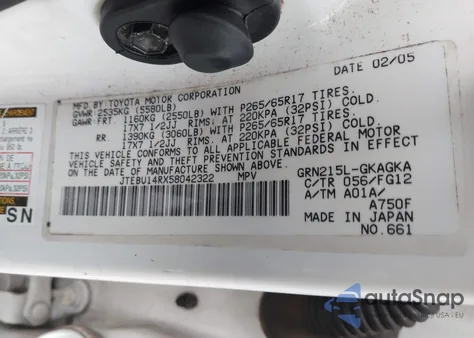 DATE 02/05
MFD. BY: TOYOTA MOTOR CORPORATION
GVWR 2535KG (5580LB)
GAWR FRT 1160KG (2550LB) WITH P265/65R17 TIRES,
17X7 1/2JJ RIMS, AT 220KPA (32PSI) COLD.
RR. 1390KG (3060LB) WITH P265/65R17 TIRES,
17X7 1/2JJ RIMS, AT 220KPA (32PSI) COLD.
THIS VEHICLE CONFORMS TO ALL APPLICABLE FEDERAL MOTOR
VEHICLE SAFETY AND THEFT PREVENTION STANDARDS IN EFFECT
ON THE DATE OF MANUFACTURE SHOWN ABOVE.
JTEBU14RX58042322 MPV
GRN215L-GKAGKA
C/TR 056/FG12
A/TM A01A/
A750F
MADE IN JAPAN
NO.661
SN
autoSnap